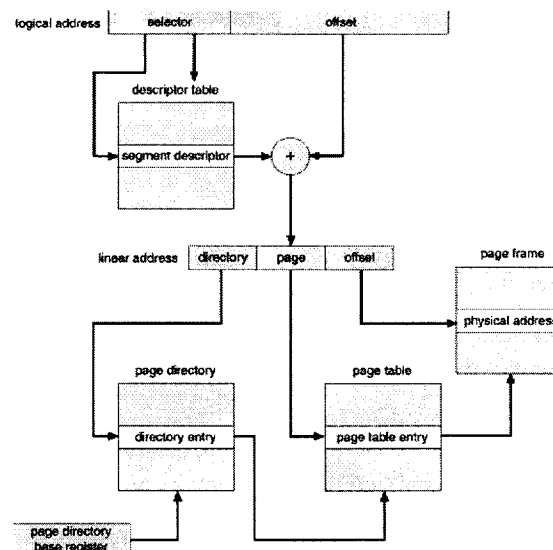 logical address
selector
offset
descriptor table
segment descriptor
+
linear address
directory
page
offset
page frame
physical address
page directory
page table
directory entry
page table entry
page directory
base register